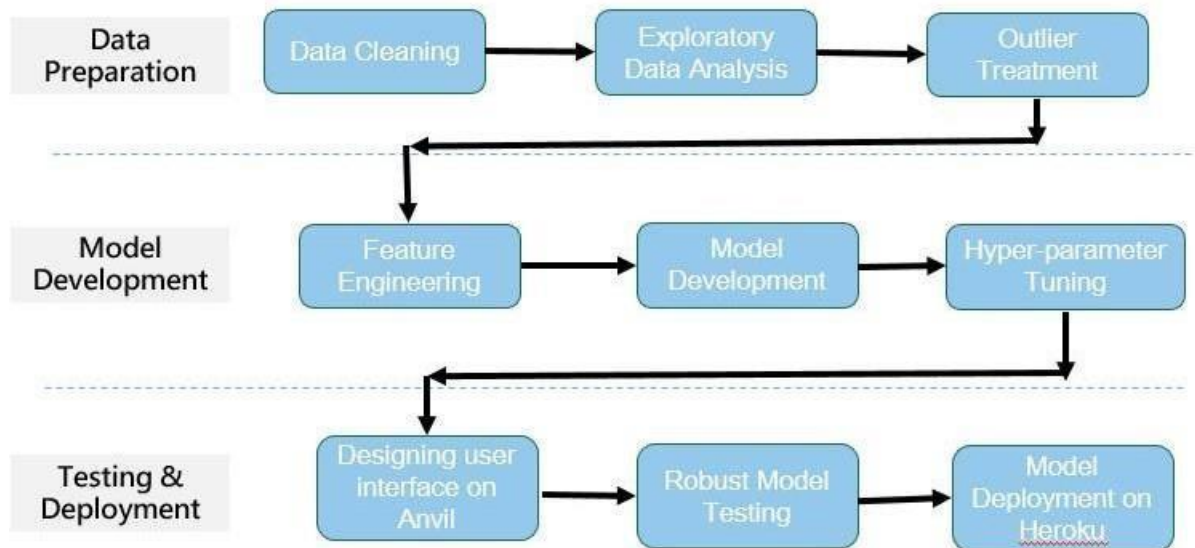 Data
Preparation
Data Cleaning
Exploratory
Data Analysis
Outlier
Treatment
Model
Development
Feature
Engineering
Model
Development
Hyper-parameter
Tuning
Testing &
Deployment
Designing user
interface on
Anvil
Robust Model
Testing
Model
Deployment on
Heroku